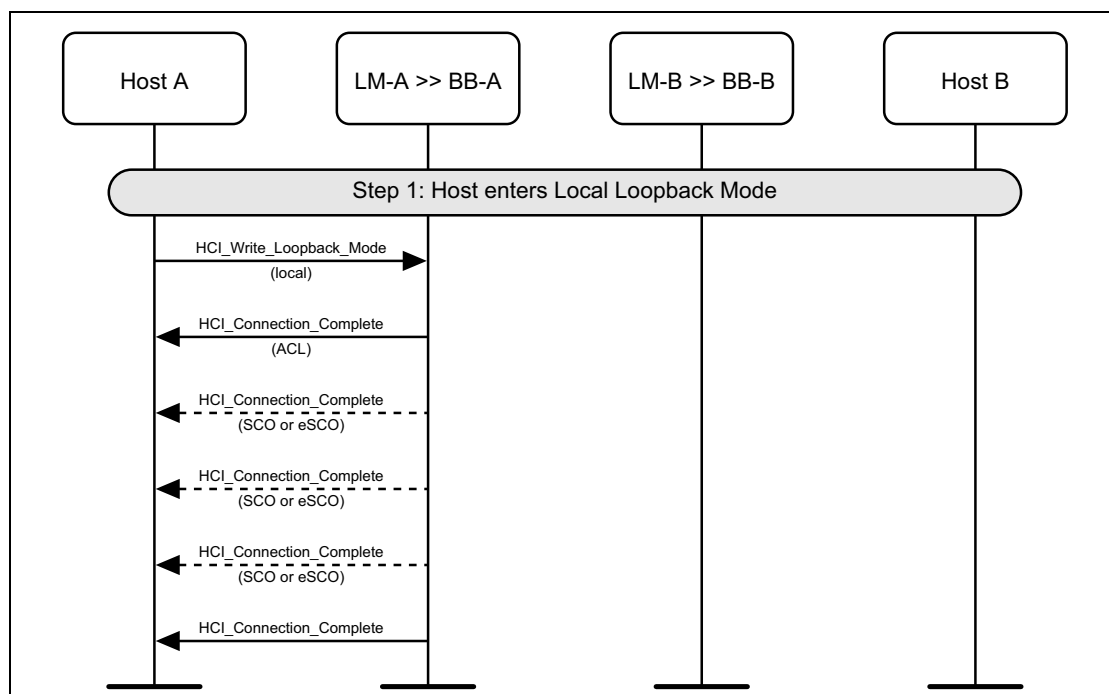 Host A
LM-A >> BB-A
LM-B >> BB-B
Host B
Step 1: Host enters Local Loopback Mode
HCI_Write_Loopback_Mode
(local)
HCI_Connection_Complete
(ACL)
HCI_Connection_Complete
(SCO or eSCO)
HCI_Connection_Complete
(SCO or eSCO)
HCI_Connection_Complete
(SCO or eSCO)
HCI_Connection_Complete